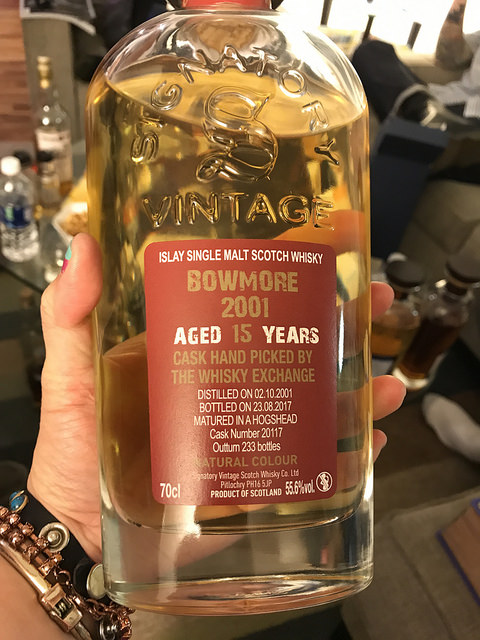 SIGNATORY
VINTAGE
ISLAY SINGLE MALT SCOTCH WHISKY
BOWMORE
2001
AGED 15 YEARS
CASK HAND PICKED BY
THE WHISKY EXCHANGE
DISTILLED ON 02.10.2001
BOTTLED ON 23.08.2017
MATURED IN A HOGSHEAD
Cask Number 20117
Outturn 233 bottles
NATURAL COLOUR
Signatory Vintage Scotch Whisky Co. Ltd
Pitlochry PH16 5JP
70cl PRODUCT OF SCOTLAND 55.6%vol.